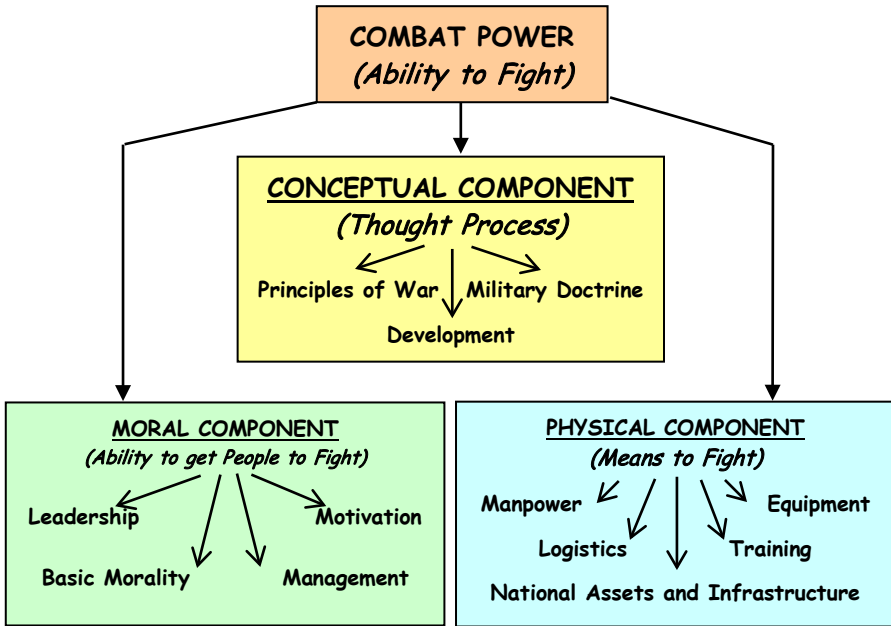 COMBAT POWER
(Ability to Fight)
CONCEPTUAL COMPONENT
(Thought Process)
Principles of War
Military Doctrine
Development
MORAL COMPONENT
(Ability to get People to Fight)
Leadership
Motivation
Basic Morality
Management
PHYSICAL COMPONENT
(Means to Fight)
Manpower
Equipment
Logistics
Training
National Assets and Infrastructure